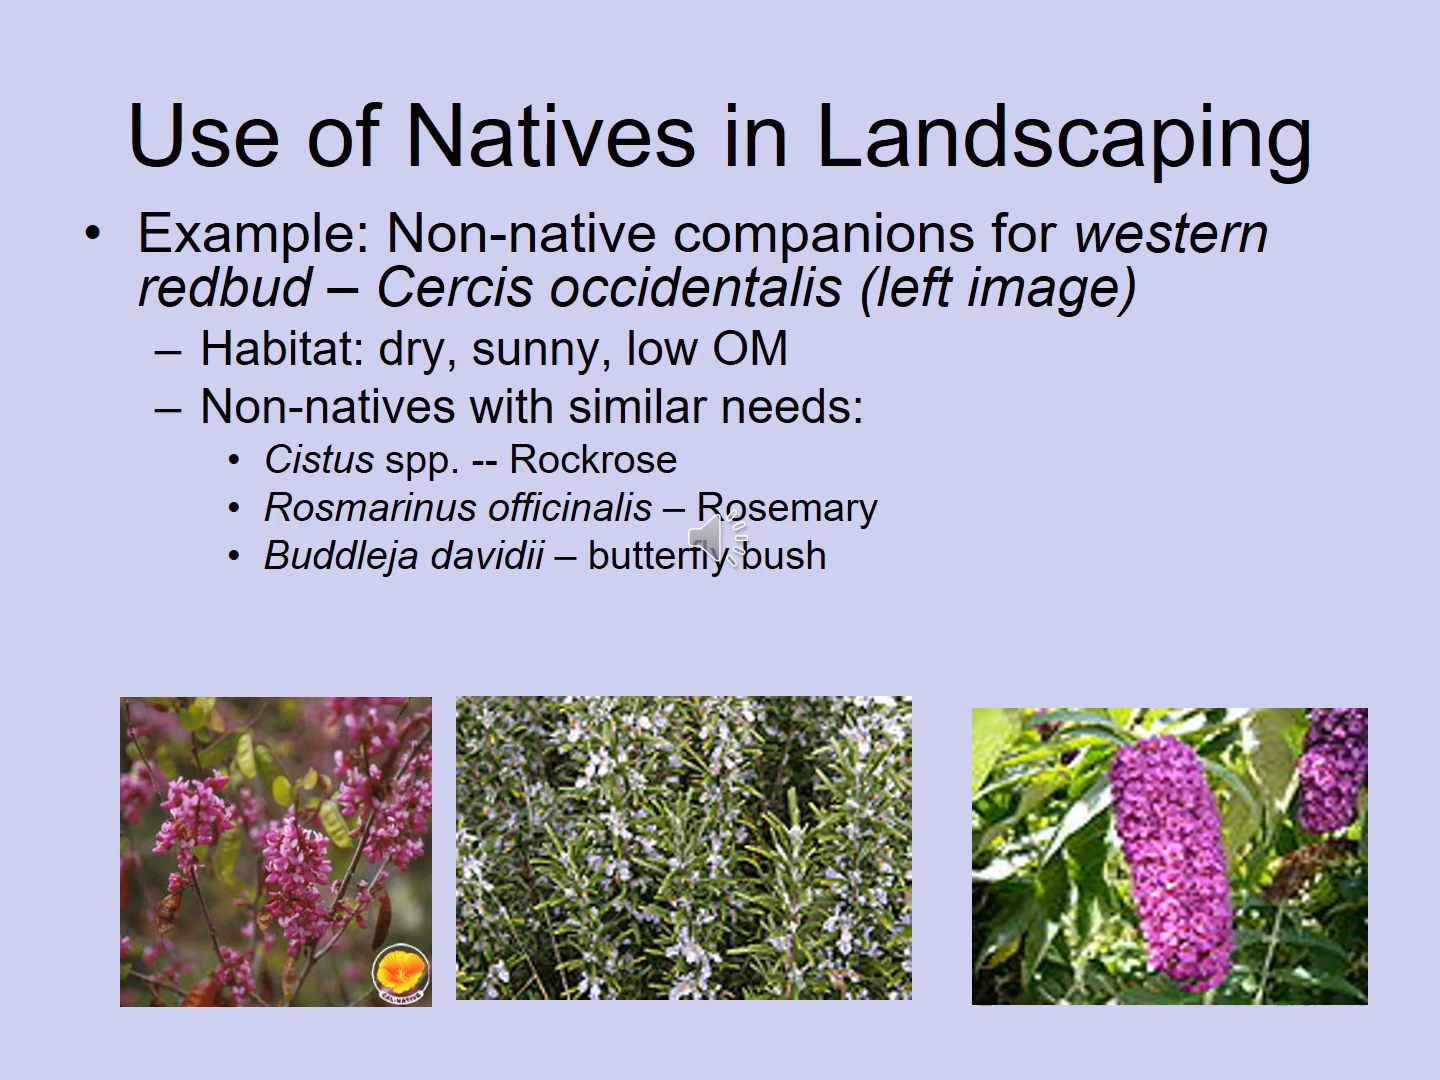 Use of Natives in Landscaping
• Example: Non-native companions for western
redbud – Cercis occidentalis (left image)
– Habitat: dry, sunny, low OM
– Non-natives with similar needs:
• Cistus spp. -- Rockrose
• Rosmarinus officinalis – Rosemary
• Buddleja davidii – butterfly bush